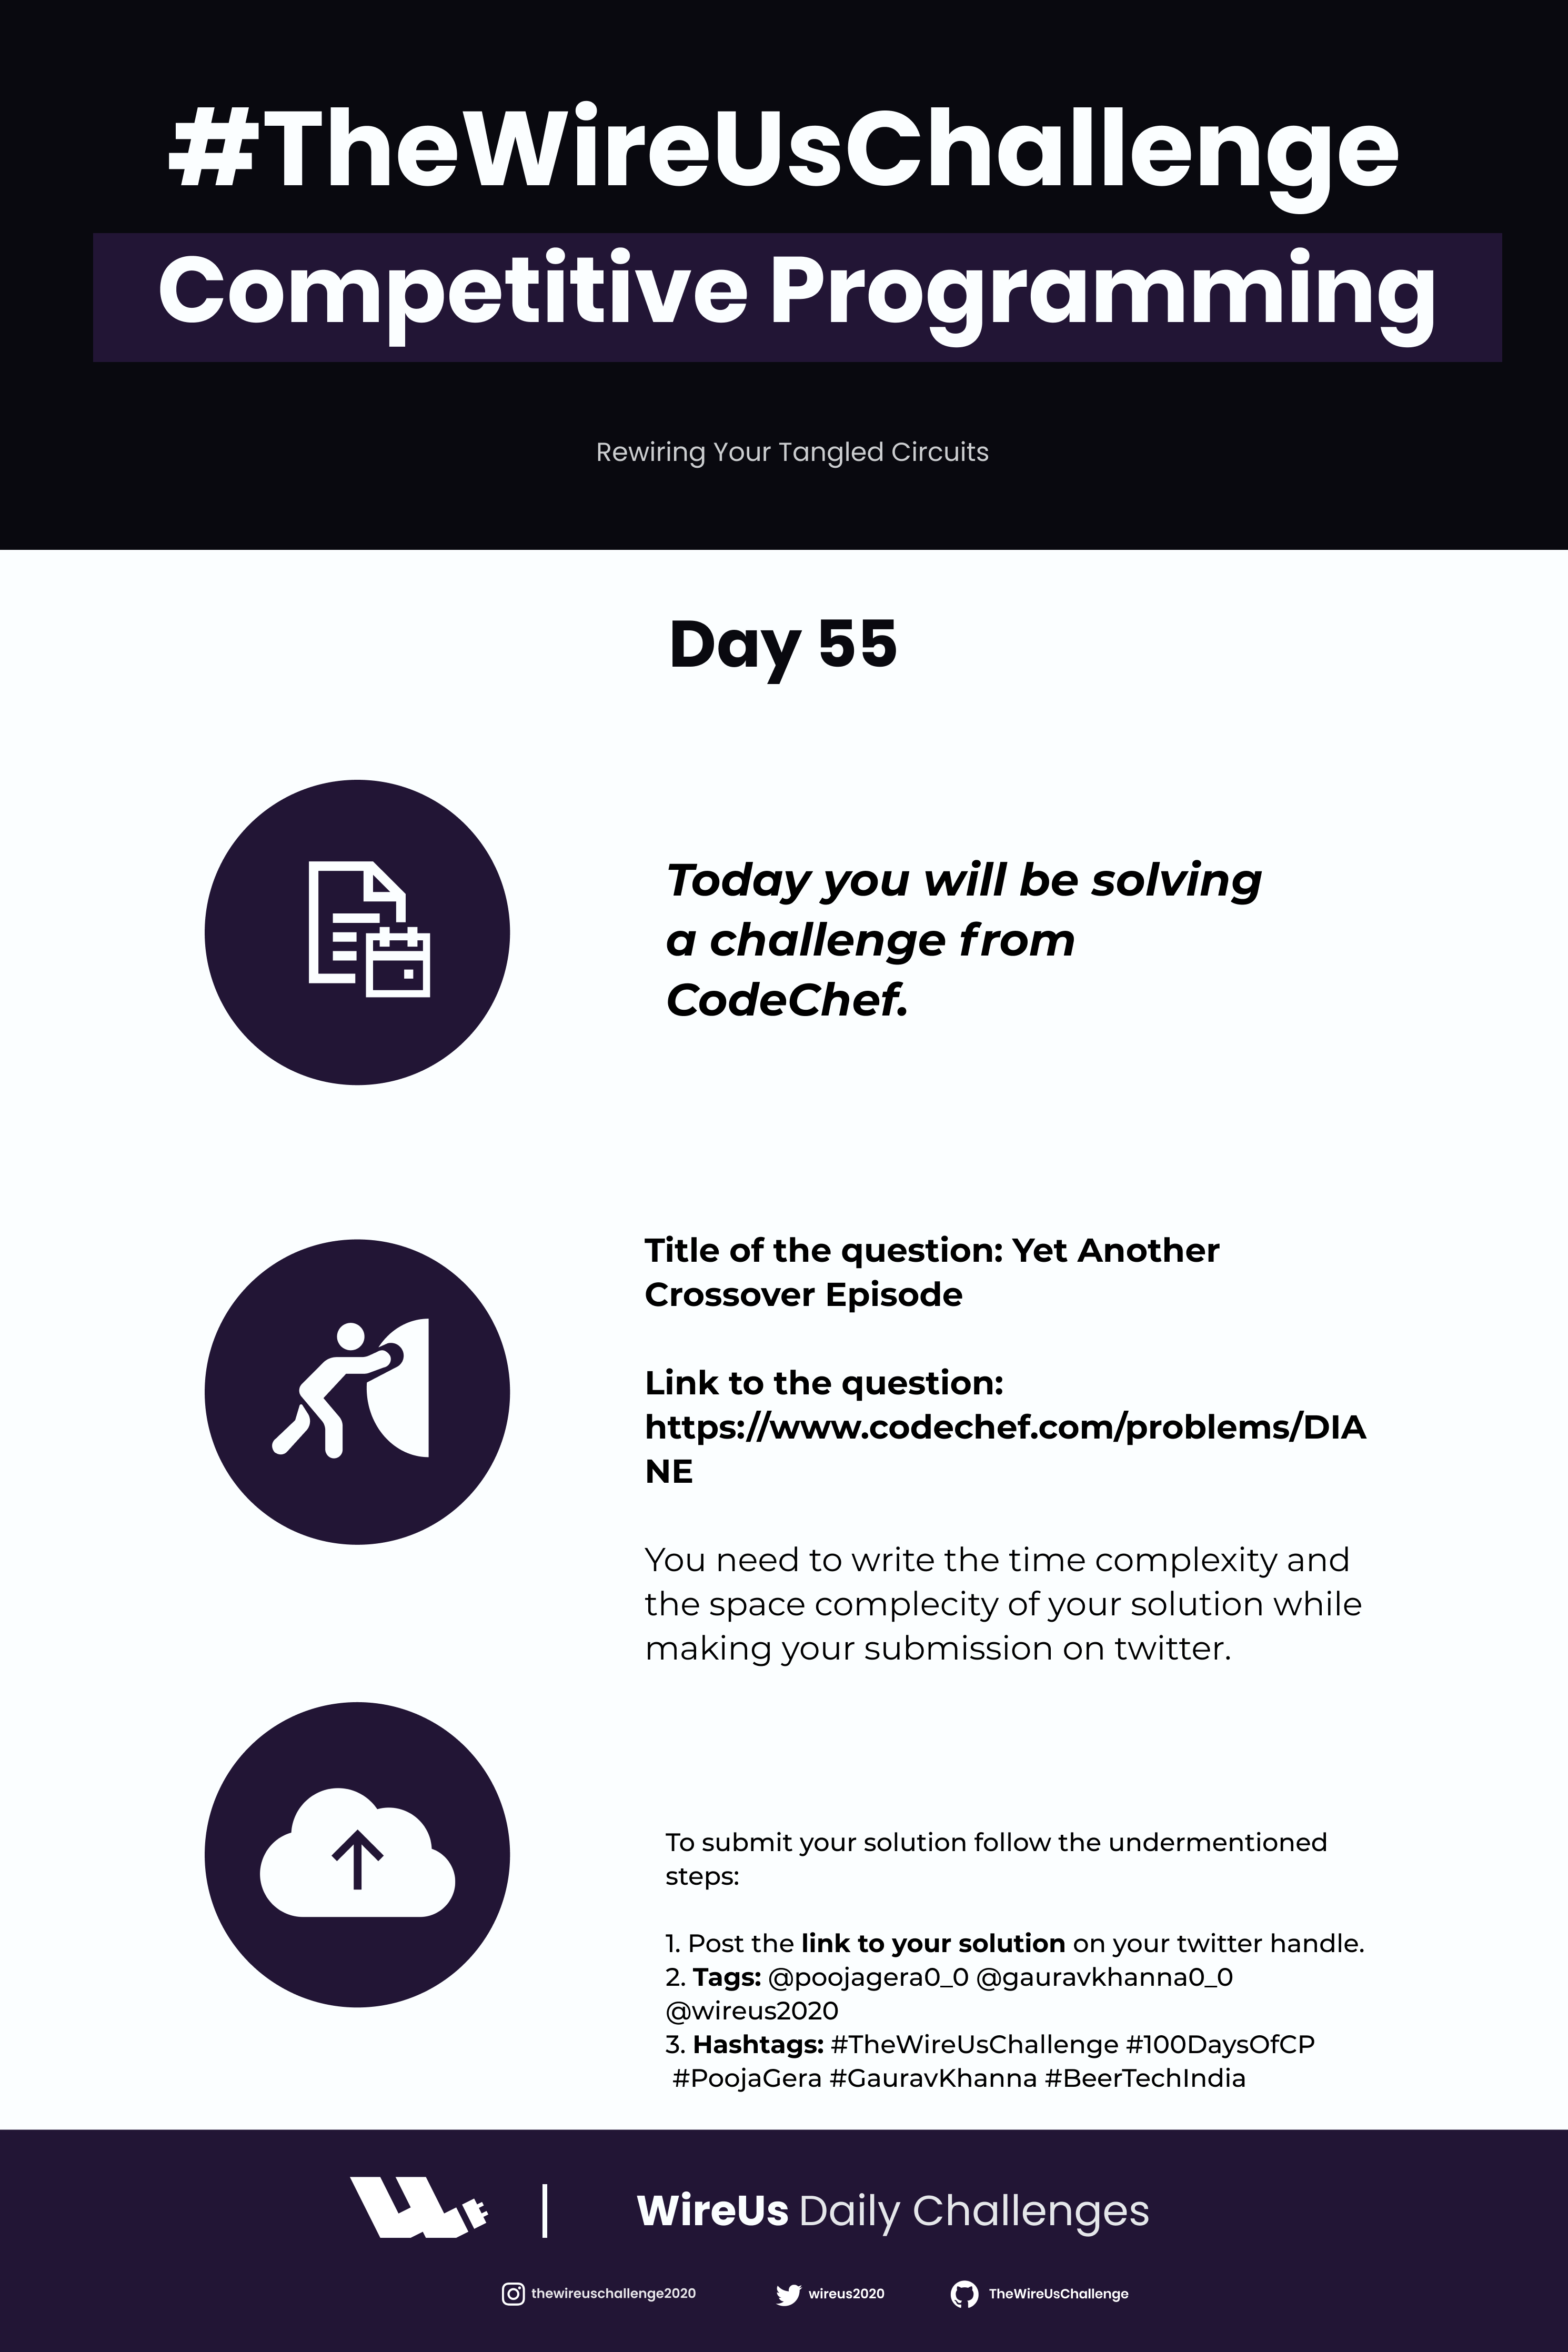 #TheWireUsChallenge
Competitive Programming
Rewiring Your Tangled Circuits
Day 55
Today you will be solving
a challenge from
CodeChef.
Title of the question: Yet Another
Crossover Episode
Link to the question:
https://www.codechef.com/problems/DIA
NE
You need to write the time complexity and
the space complecity of your solution while
making your submission on twitter.
To submit your solution follow the undermentioned
steps:
1. Post the link to your solution on your twitter handle.
2. Tags: @poojagera0_0 @gauravkhanna0_0
@wireus2020
3. Hashtags: #TheWireUsChallenge #100DaysOfCP
#PoojaGera #GauravKhanna #BeerTechIndia
WireUs Daily Challenges
thewireuschallenge2020 wireus2020 TheWireUsChallenge